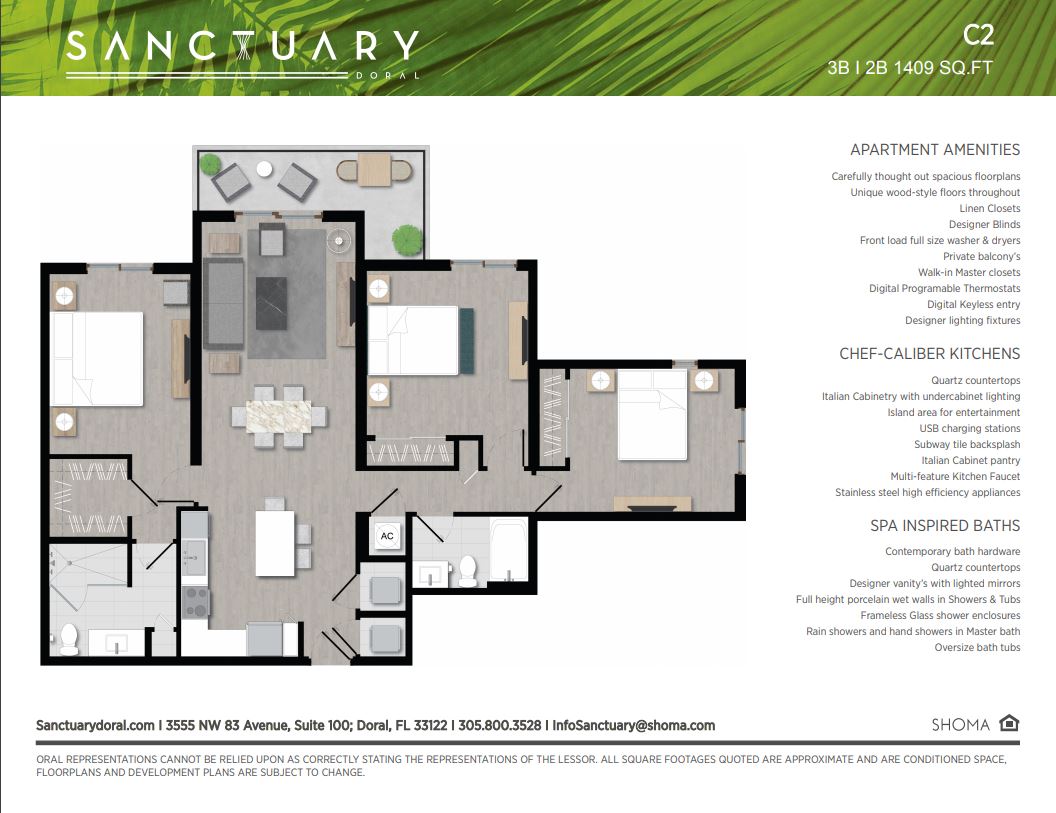 SANCTUARY
DORAL
C2
3B I 2B 1409 SQ.FT
APARTMENT AMENITIES
Carefully thought out spacious floorplans
Unique wood-style floors throughout
Linen Closets
Designer Blinds
Front load full size washer & dryers
Private balcony's
Walk-in Master closets
Digital Programable Thermostats
Digital Keyless entry
Designer lighting fixtures
CHEF-CALIBER KITCHENS
Quartz countertops
Italian Cabinetry with undercabinet lighting
Island area for entertainment
USB charging stations
Subway tile backsplash
Italian Cabinet pantry
Multi-feature Kitchen Faucet
Stainless steel high efficiency appliances
SPA INSPIRED BATHS
Contemporary bath hardware
Quartz countertops
Designer vanity's with lighted mirrors
Full height porcelain wet walls in Showers & Tubs
Frameless Glass shower enclosures
Rain showers and hand showers in Master bath
Oversize bath tubs
AC
Sanctuarydoral.com I 3555 NW 83 Avenue, Suite 100; Doral, FL 33122 I 305.800.3528 I InfoSanctuary@shoma.com
SHOMA
ORAL REPRESENTATIONS CANNOT BE RELIED UPON AS CORRECTLY STATING THE REPRESENTATIONS OF THE LESSOR. ALL SQUARE FOOTAGES QUOTED ARE APPROXIMATE AND ARE CONDITIONED SPACE,
FLOORPLANS AND DEVELOPMENT PLANS ARE SUBJECT TO CHANGE.